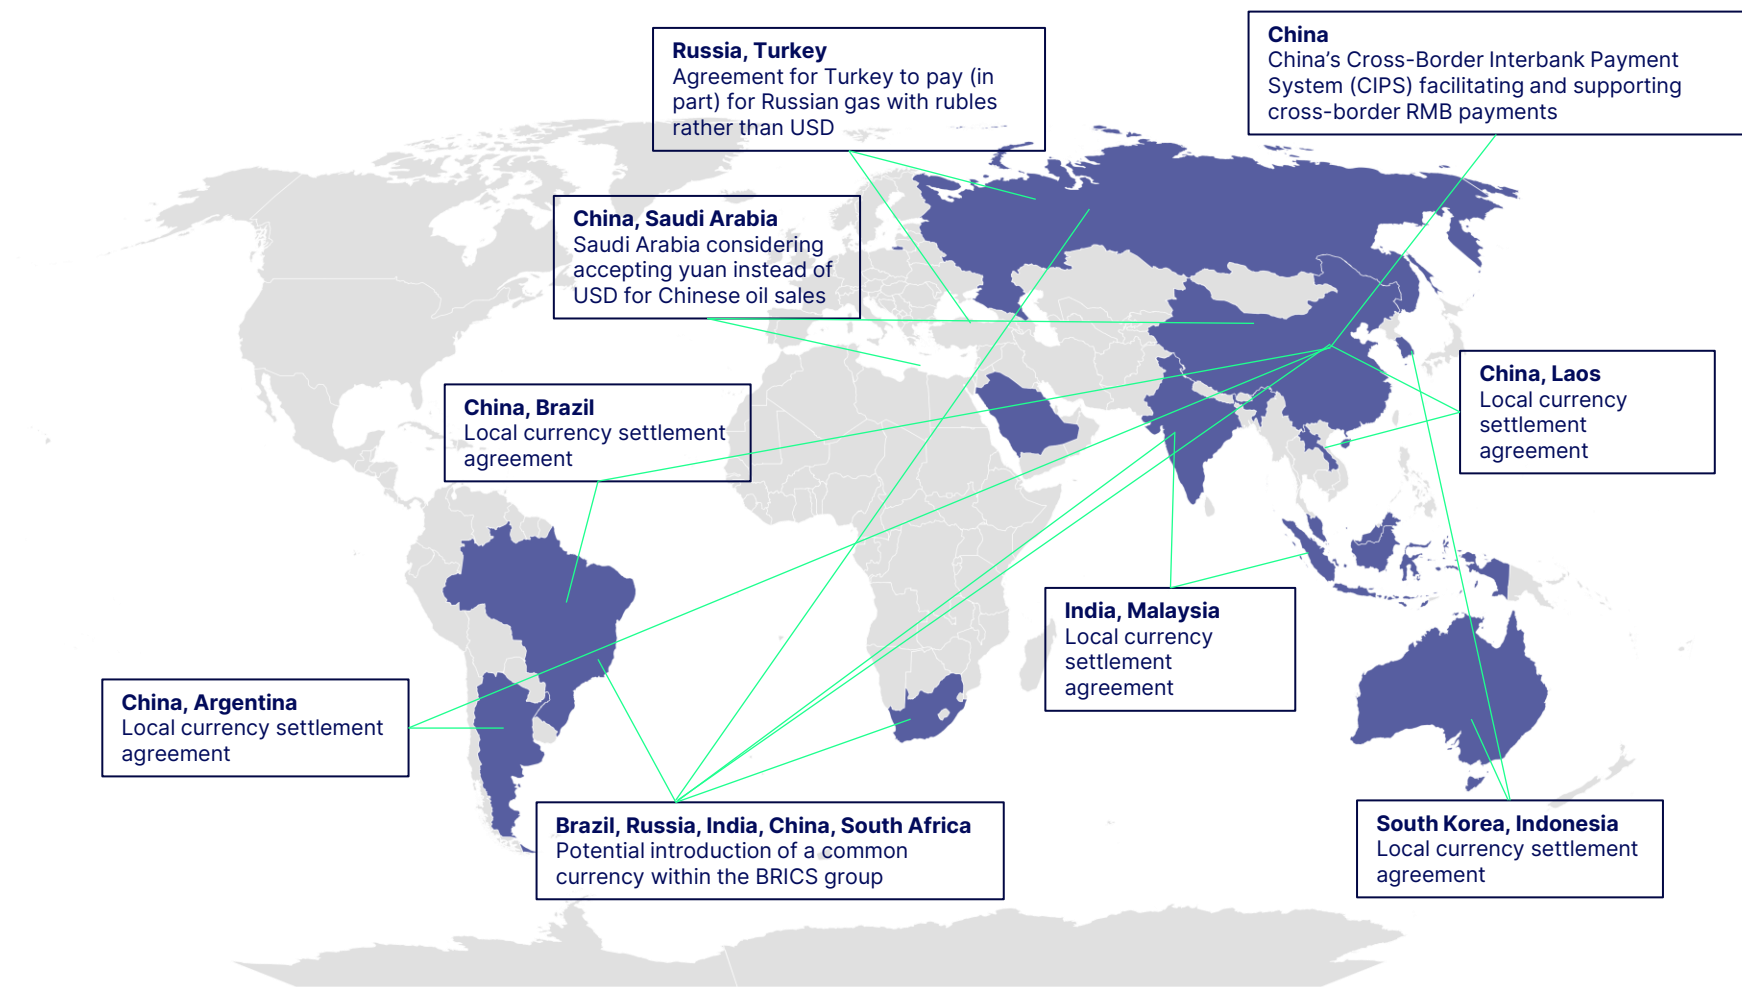 Russia, Turkey
Agreement for Turkey to pay (in
part) for Russian gas with rubles
rather than USD
China
China’s Cross-Border Interbank Payment
System (CIPS) facilitating and supporting
cross-border RMB payments
China, Saudi Arabia
Saudi Arabia considering
accepting yuan instead of
USD for Chinese oil sales
China, Brazil
Local currency settlement
agreement
China, Laos
Local currency
settlement
agreement
India, Malaysia
Local currency
settlement
agreement
China, Argentina
Local currency settlement
agreement
Brazil, Russia, India, China, South Africa
Potential introduction of a common
currency within the BRICS group
South Korea, Indonesia
Local currency settlement
agreement